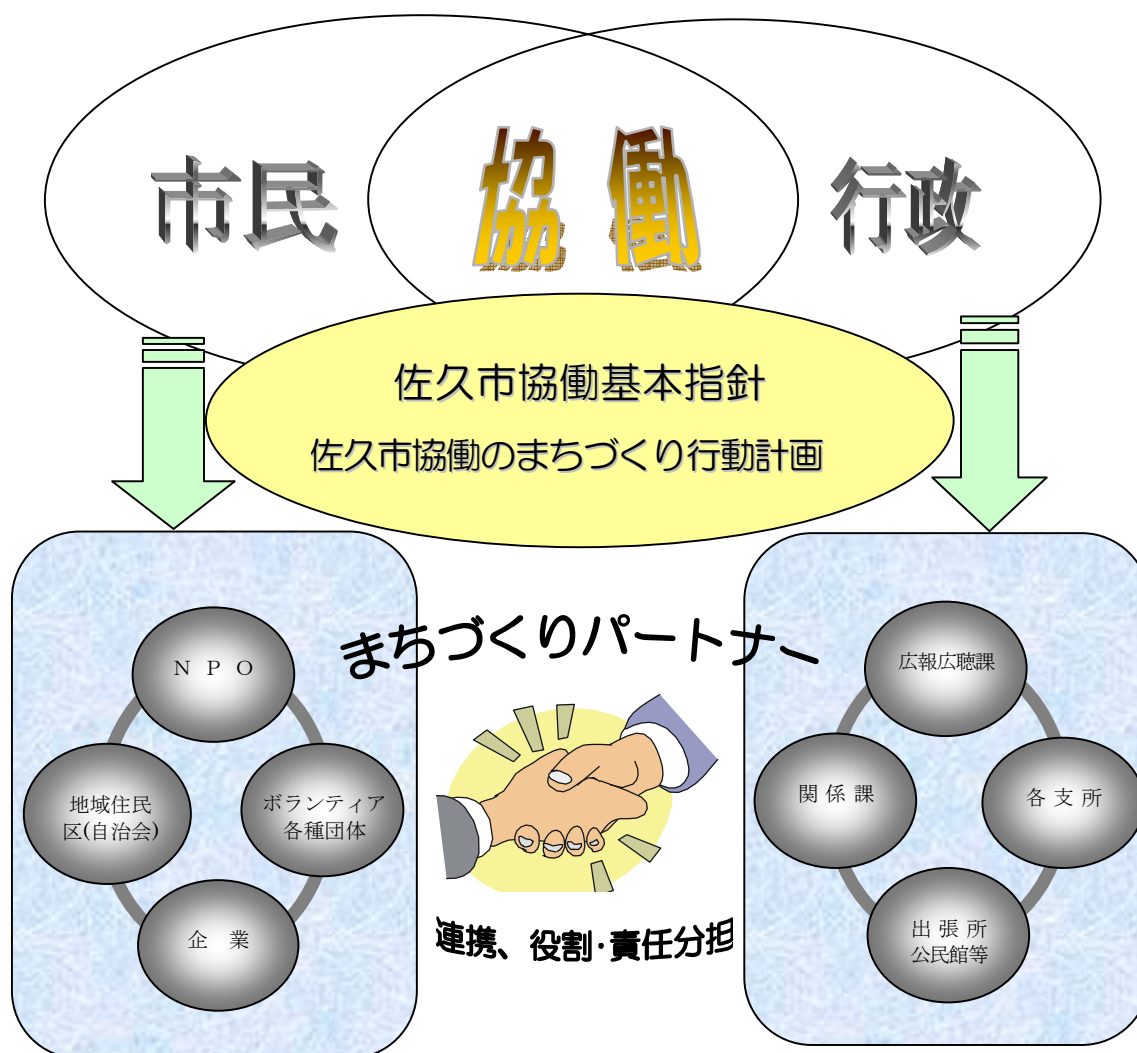 市民
協働
行政
佐久市協働基本指針
佐久市協働のまちづくり行動計画
まちづくりパートナー
NPO
地域住民
区(自治会)
ボランティア
各種団体
企業
広報広聴課
関係課
各支所
出張所
公民館等
連携、役割・責任分担